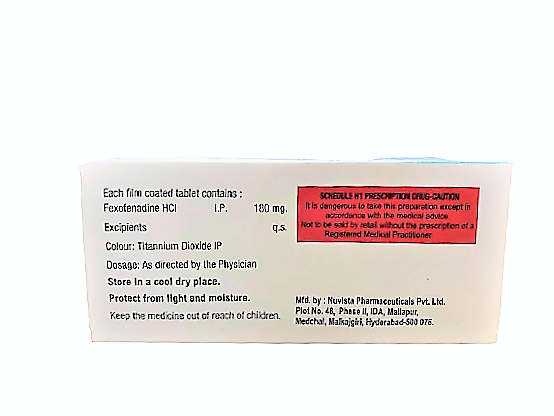 Each film coated tablet contains :
Fexofenadine HCl I.P. 180 mg.
Excipients q.s.
Colour: Titannium Dioxide IP
Dosage: As directed by the Physician
Store in a cool dry place.
Protect from light and moisture.
Keep the medicine out of reach of children.
SCHEDULE H1 PRESCRIPTION DRUG-CAUTION
It is dangerous to take this preparation except in
accordance with the medical advice
Not to be sald by retail without the prescription of a
Registered Medical Practitioner
Mfd. by : Nuvista Pharmaceuticals Pvt. Ltd.
Plot No. 48, Phase II, IDA, Mallapur,
Medchal, Malkajgiri, Hyderabad-500 076.